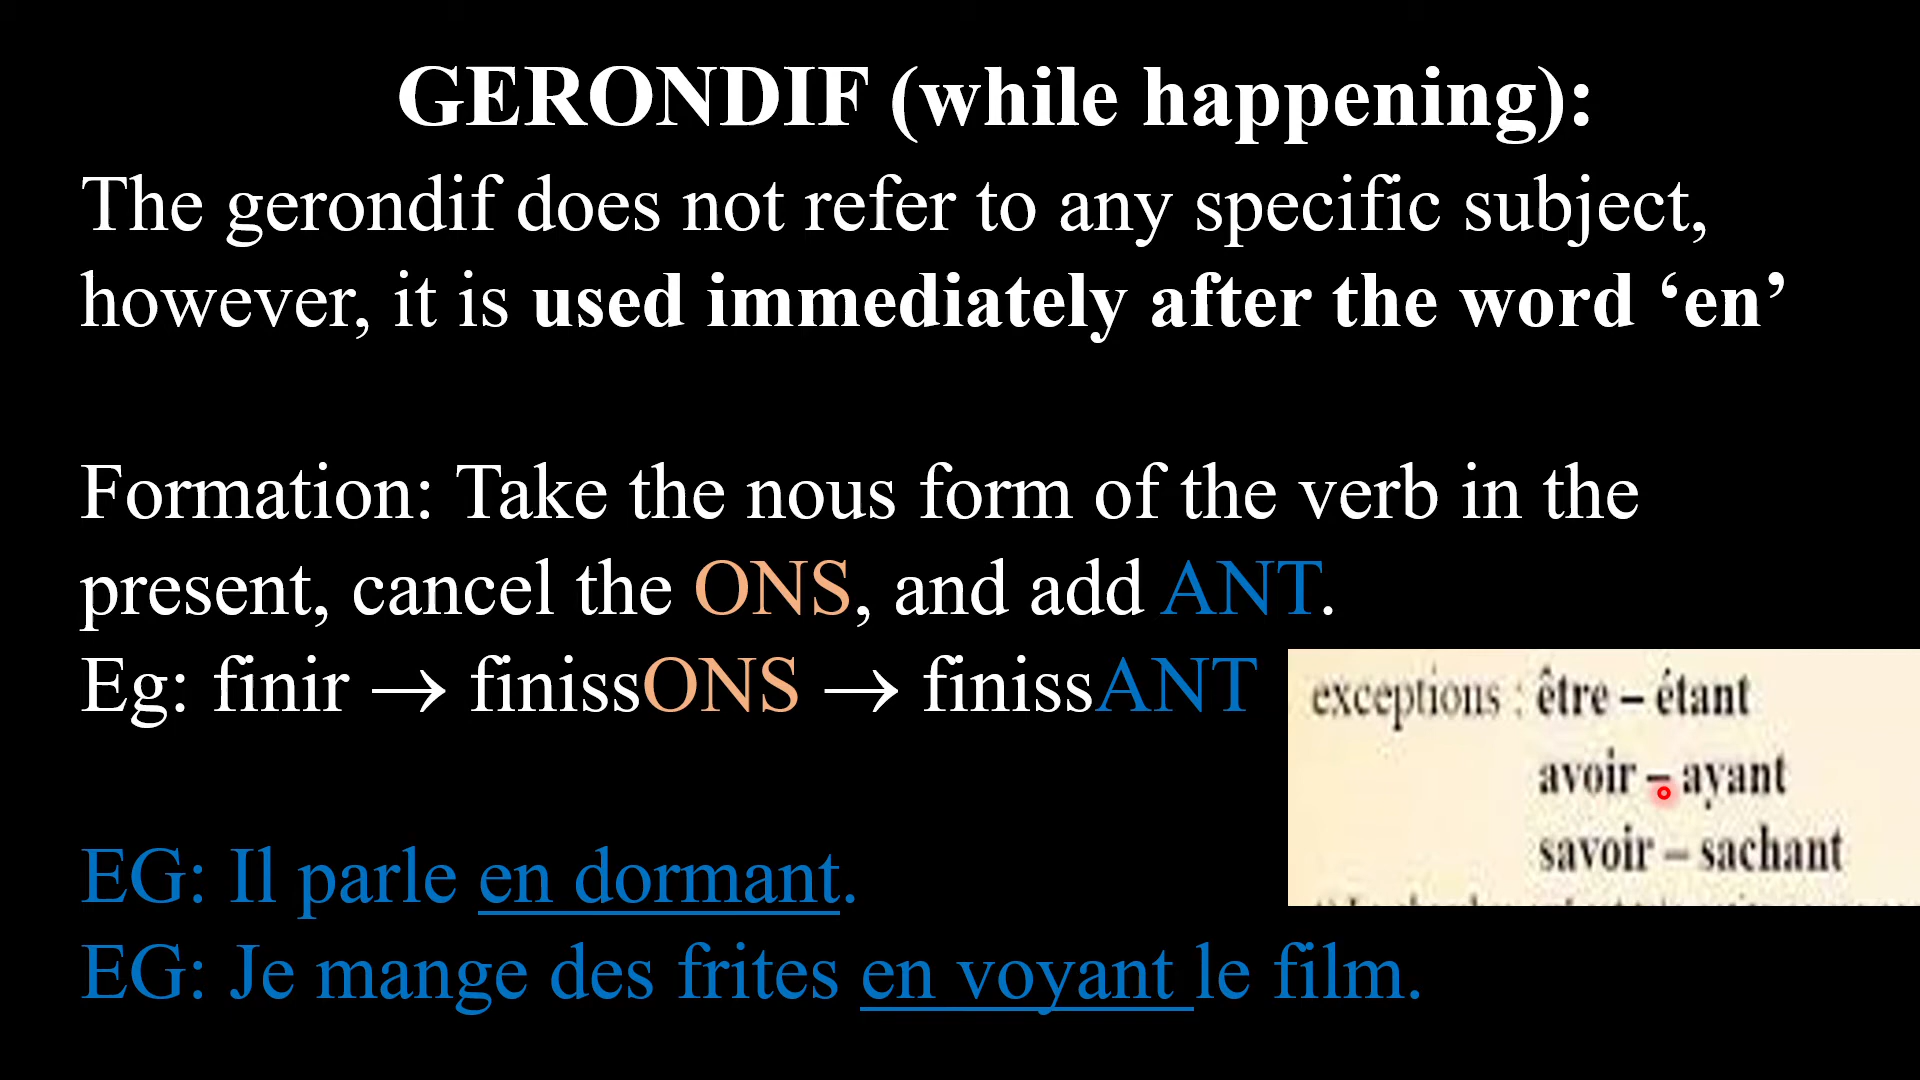 GERONDIF (while happening):
The gerondif does not refer to any specific subject,
however, it is used immediately after the word ‘en’
Formation: Take the nous form of the verb in the
present, cancel the ONS, and add ANT.
Eg: finir → finissONS → finissANT
exceptions : être – étant
avoir – ayant
savoir – sachant
EG: Il parle en dormant.
EG: Je mange des frites en voyant le film.